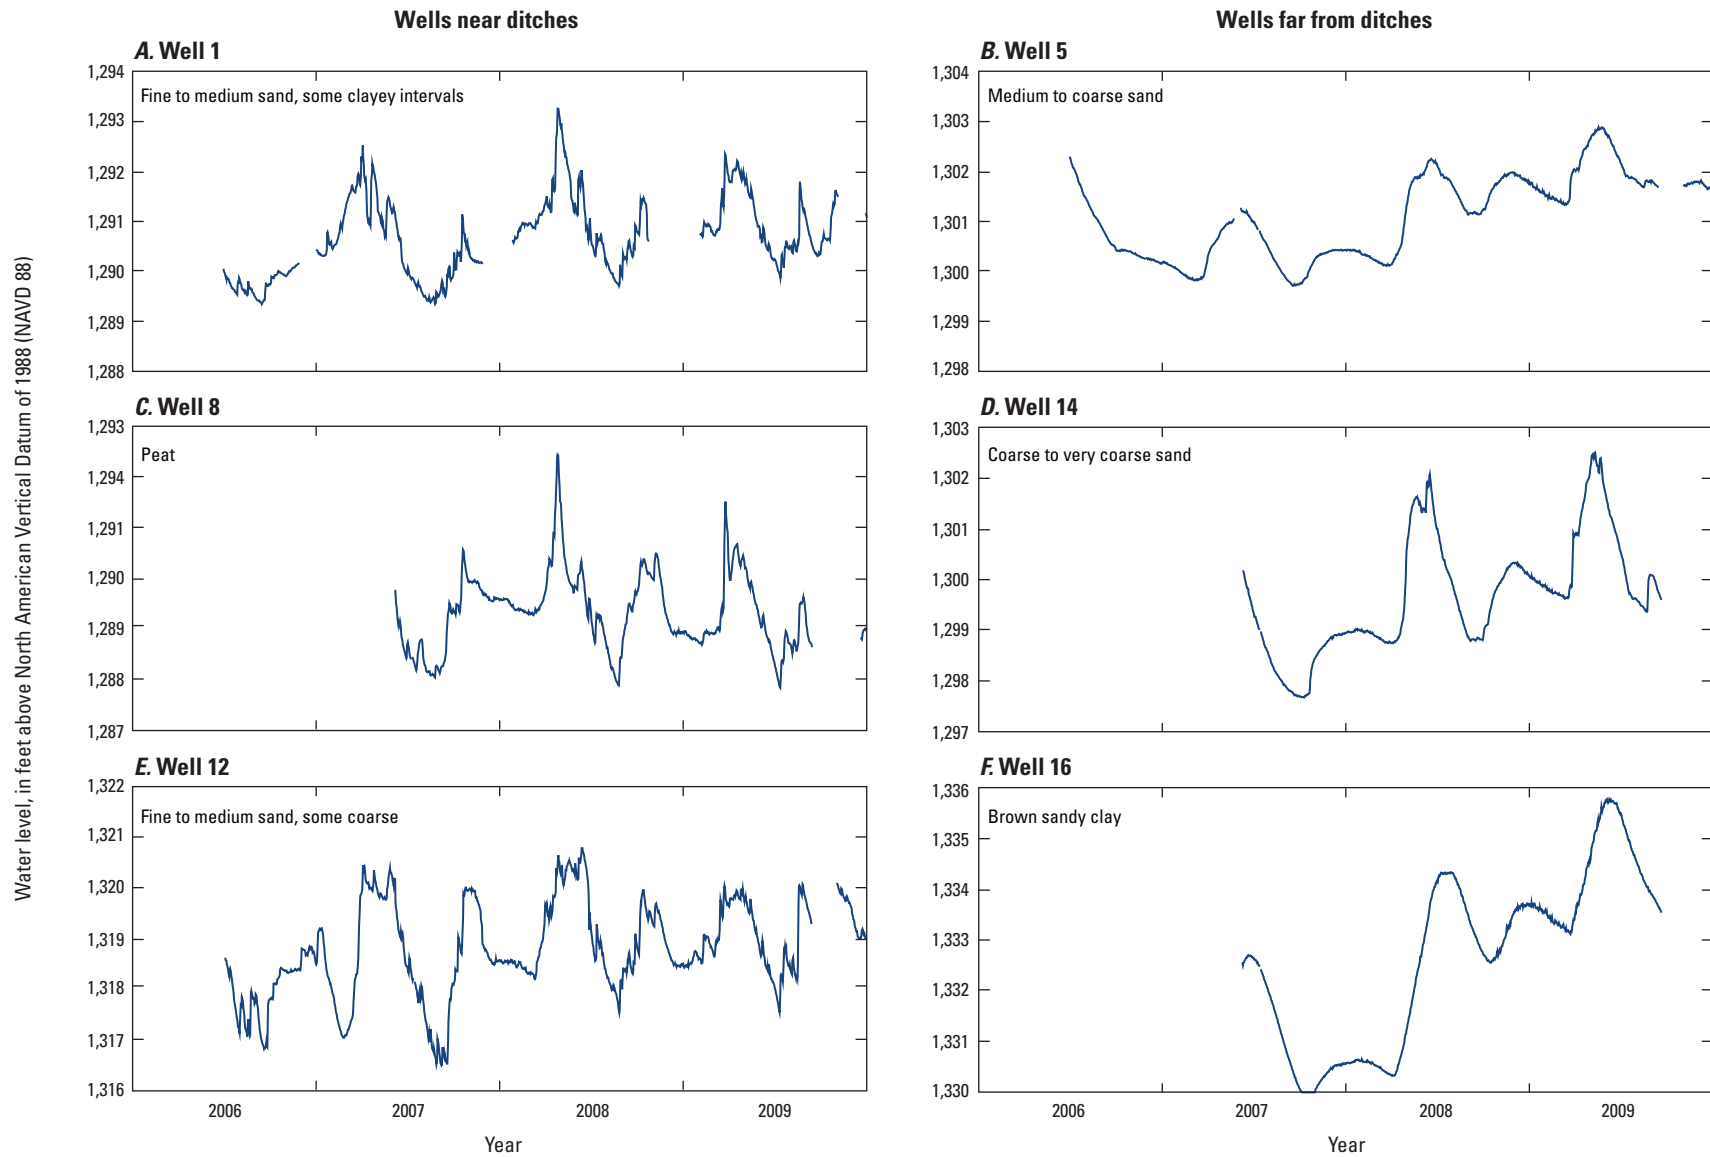 Wells near ditches
Wells far from ditches
A. Well 1
B. Well 5
1,294
1,293
1,292
1,291
1,290
1,289
1,288
Fine to medium sand, some clayey intervals
1,304
1,303
1,302
1,301
1,300
1,299
1,298
Medium to coarse sand
Water level, in feet above North American Vertical Datum of 1988 (NAVD 88)
C. Well 8
D. Well 14
1,293
1,294
1,291
1,290
1,289
1,288
1,287
Peat
1,303
1,302
1,301
1,300
1,299
1,298
1,297
Coarse to very coarse sand
E. Well 12
F. Well 16
1,322
1,321
1,320
1,319
1,318
1,317
1,316
Fine to medium sand, some coarse
1,336
1,335
1,334
1,333
1,332
1,331
1,330
Brown sandy clay
2006 2007 2008 2009
2006 2007 2008 2009
Year
Year